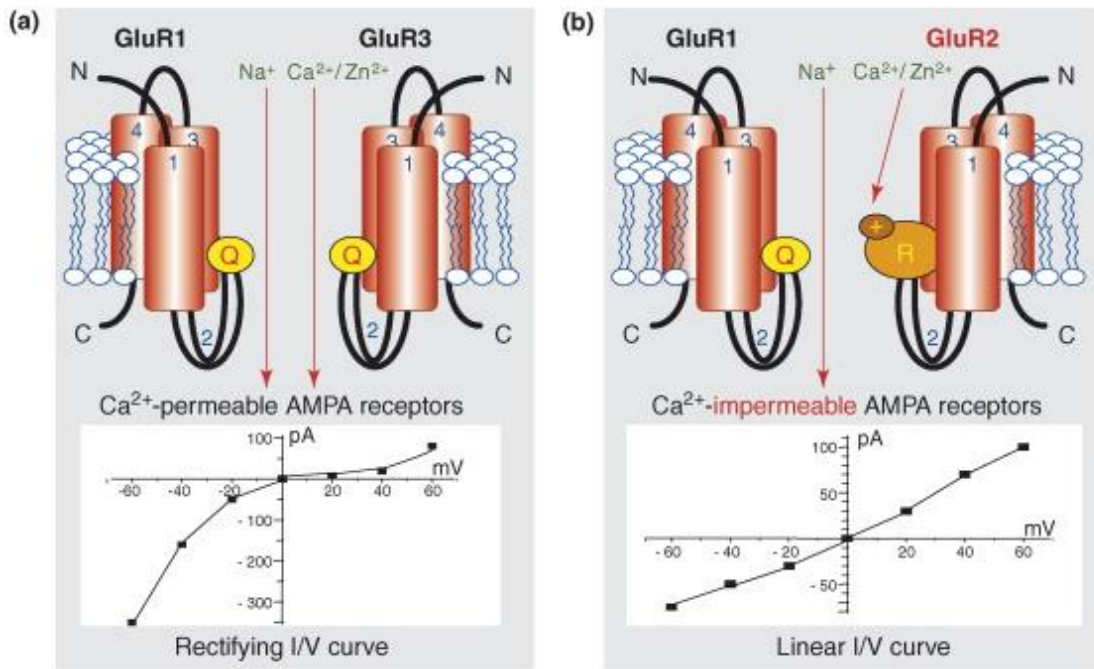 (a)
GluR1 GluR3
N Na⁺ Ca²⁺/Zn²⁺ N
4 3 1 3 4 1
Q Q
C 2 2 C
Ca²⁺-permeable AMPA receptors
pA
mV
100
-60 -40 -20 20 40 60
- 100
- 200
- 300
Rectifying I/V curve
(b)
GluR1 GluR2
N Na⁺ Ca²⁺/Zn²⁺ N
4 3 1 3 4 1
+
Q R
C 2 2 C
Ca²⁺-impermeable AMPA receptors
pA
100
50
mV
- 60 - 40 - 20 20 40 60
- 50
Linear I/V curve